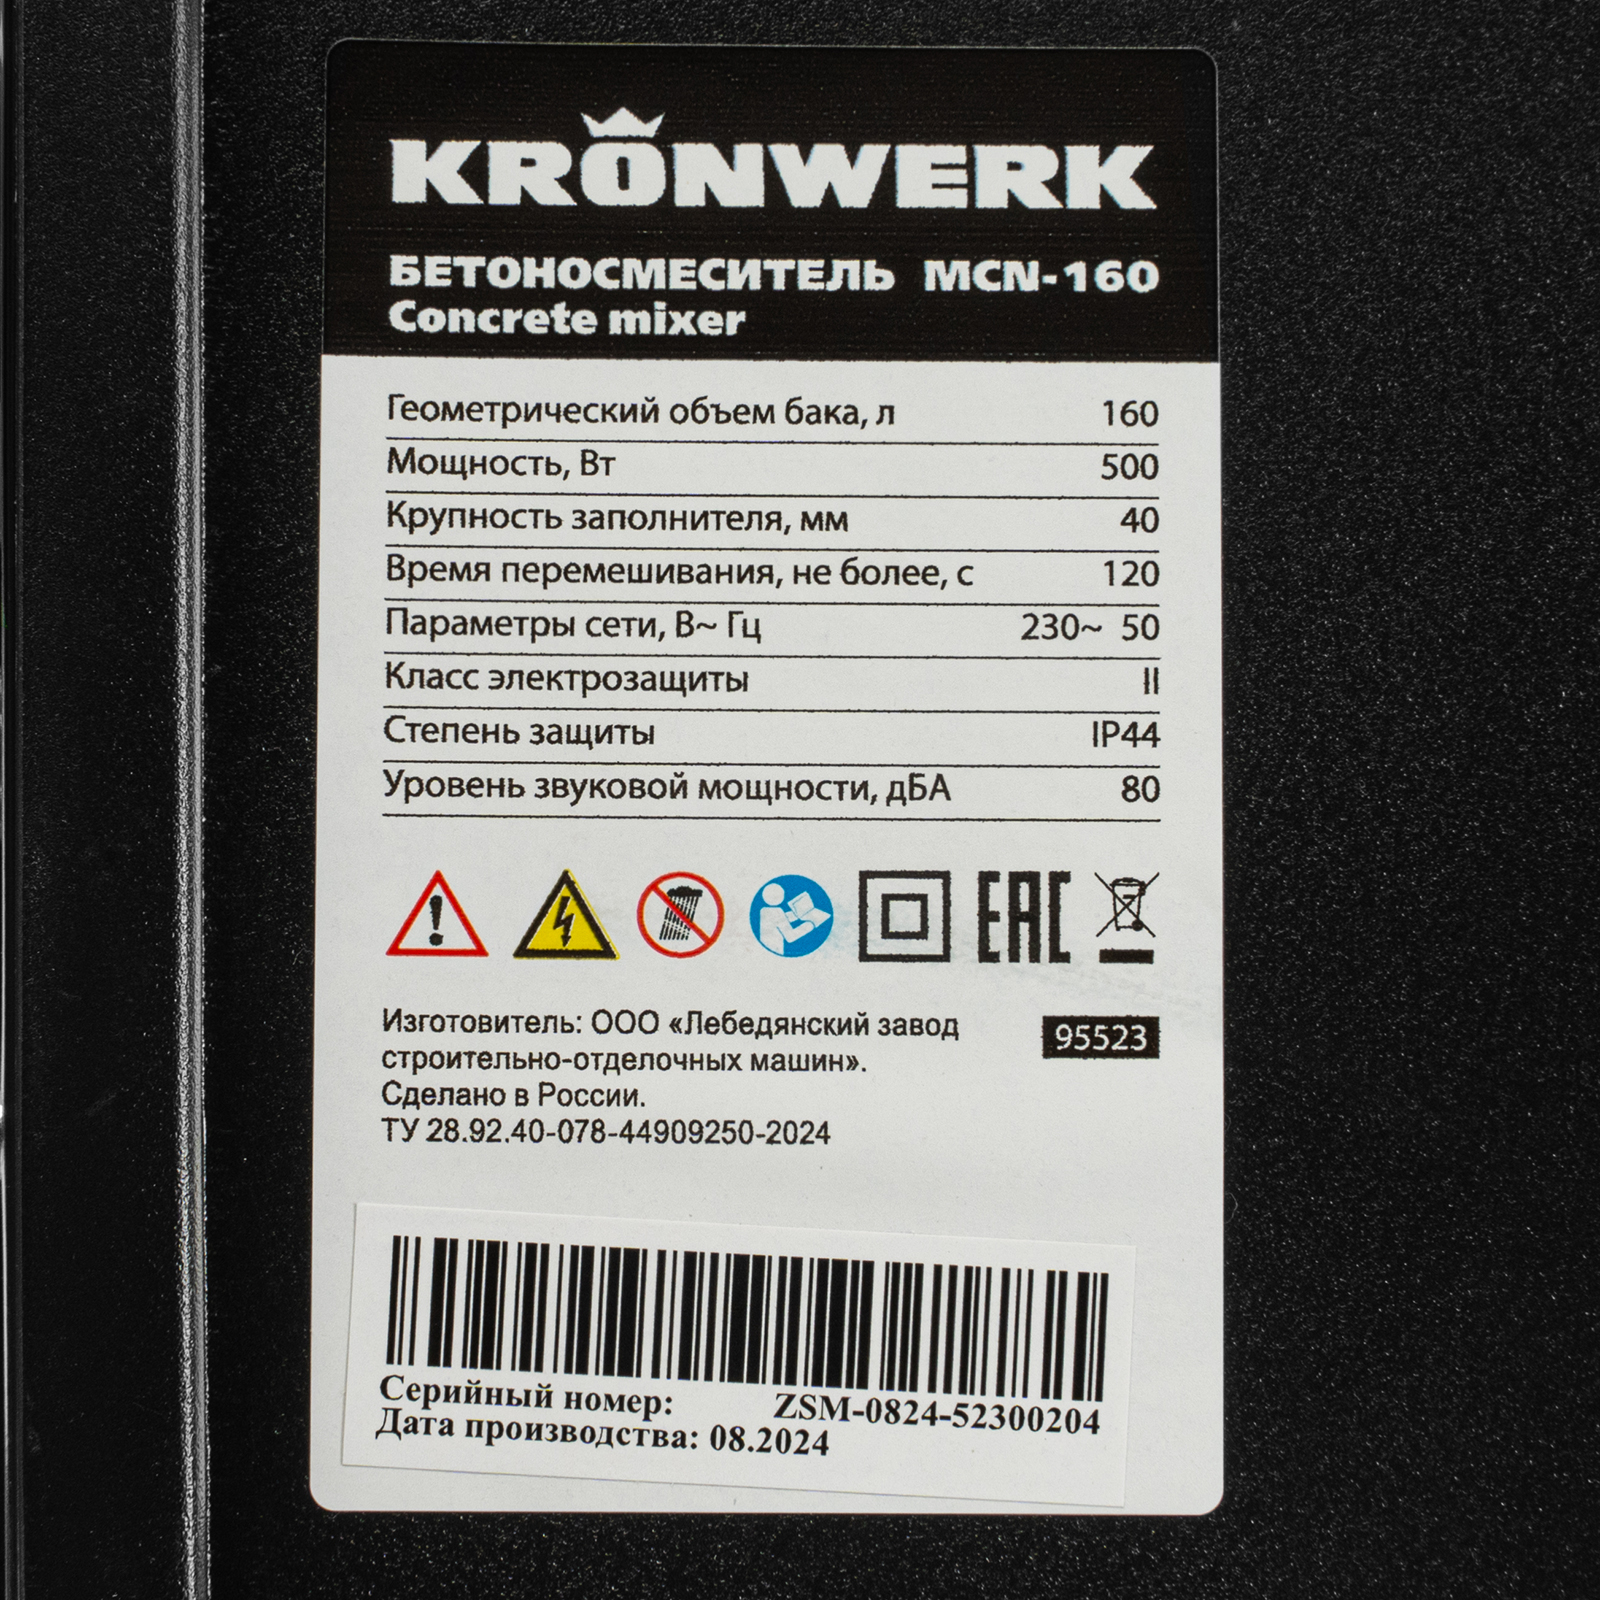 KRONWERK
БЕТОНОСМЕСИТЕЛЬ MCN-160
Concrete mixer
Геометрический объем бака, л 160
Мощность, Вт 500
Крупность заполнителя, мм 40
Время перемешивания, не более, с 120
Параметры сети, В~ Гц 230~ 50
Класс электрозащиты II
Степень защиты IP44
Уровень звуковой мощности, дБА 80
EAC
Изготовитель: ООО «Лебедянский завод
строительно-отделочных машин».
95523
Сделано в России.
ТУ 28.92.40-078-44909250-2024
Серийный номер: ZSM-0824-52300204
Дата производства: 08.2024